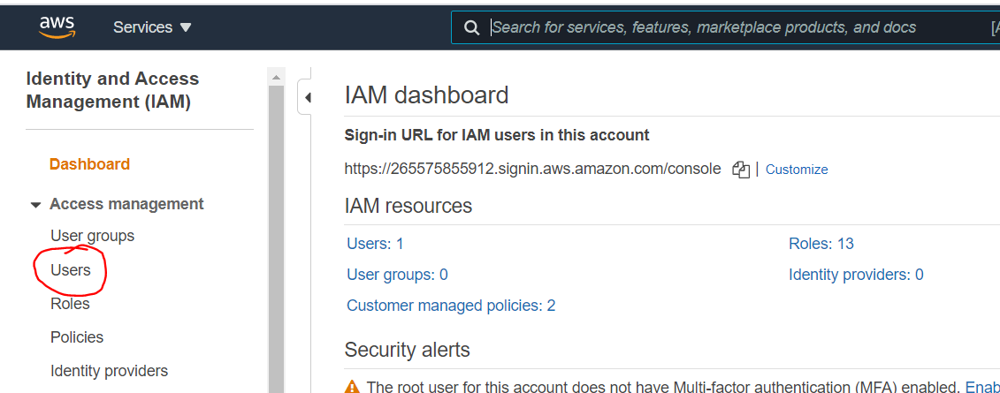 aws Services Search for services, features, marketplace products, and docs
Identity and Access
Management (IAM)
Dashboard
Access management
User groups
Users
Roles
Policies
Identity providers
IAM dashboard
Sign-in URL for IAM users in this account
https://265575855912.signin.aws.amazon.com/console | Customize
IAM resources
Users: 1 Roles: 13
User groups: 0 Identity providers: 0
Customer managed policies: 2
Security alerts
The root user for this account does not have Multi-factor authentication (MFA) enabled.